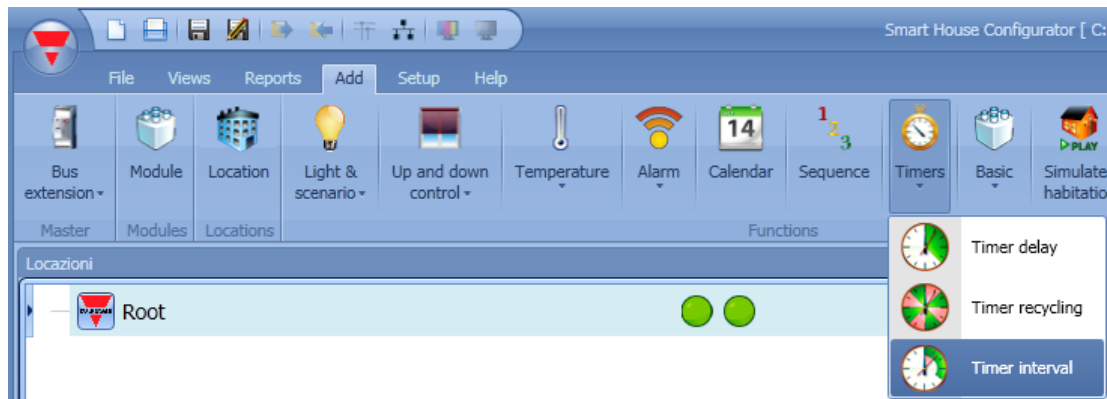 Smart House Configurator [ C:
File Views Reports Add Setup Help
14
1
2
3
PLAY
Bus
extension
Module
Location
Light &
scenario
Up and down
control
Temperature
Alarm
Calendar
Sequence
Timers
Basic
Simulate
habitatio
Master
Modules
Locations
Functions
Locazioni
Root
Timer delay
Timer recycling
Timer interval